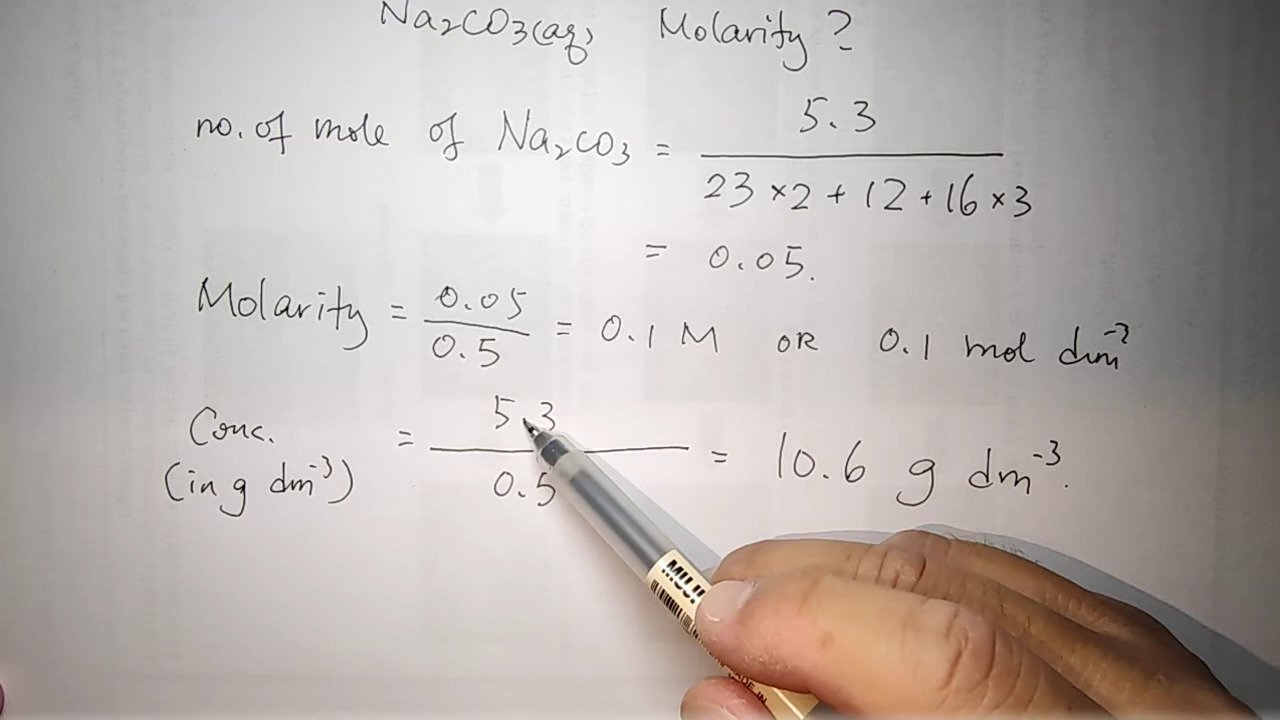 Na₂CO₃(aq) Molarity?
no. of mole of Na₂CO₃ = 5.3 / 23×2+12+16×3
= 0.05.
Molarity = 0.05 / 0.5 = 0.1 M OR 0.1 mol dm⁻³
Conc. (in g dm⁻³) = 5.3 / 0.5 = 10.6 g dm⁻³.
MUJI
MADE IN